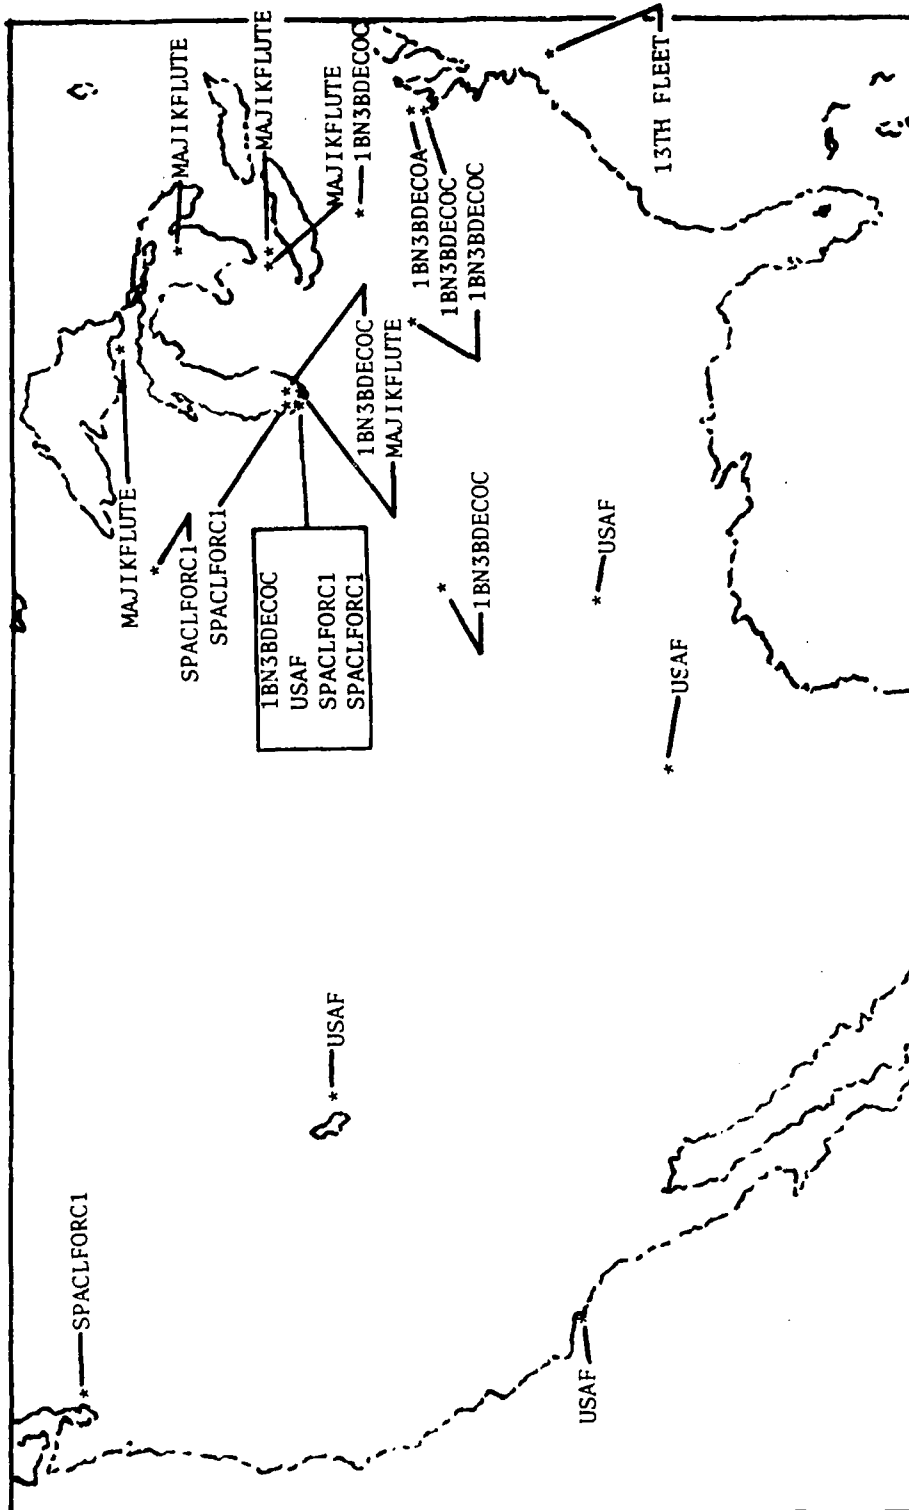 SPACLFORC1
USAF
USAF
MAJIKFLUTE
SPACLFORC1
SPACLFORC1
1BN3BDECOC
USAF
SPACLFORC1
SPACLFORC1
1BN3BDECOC
MAJIKFLUTE
MAJIKFLUTE
MAJIKFLUTE
MAJIKFLUTE
1BN3BDECOC
1BN3BDECOA
1BN3BDECOC
1BN3BDECOC
1BN3BDECOC
USAF
USAF
13TH FLEET